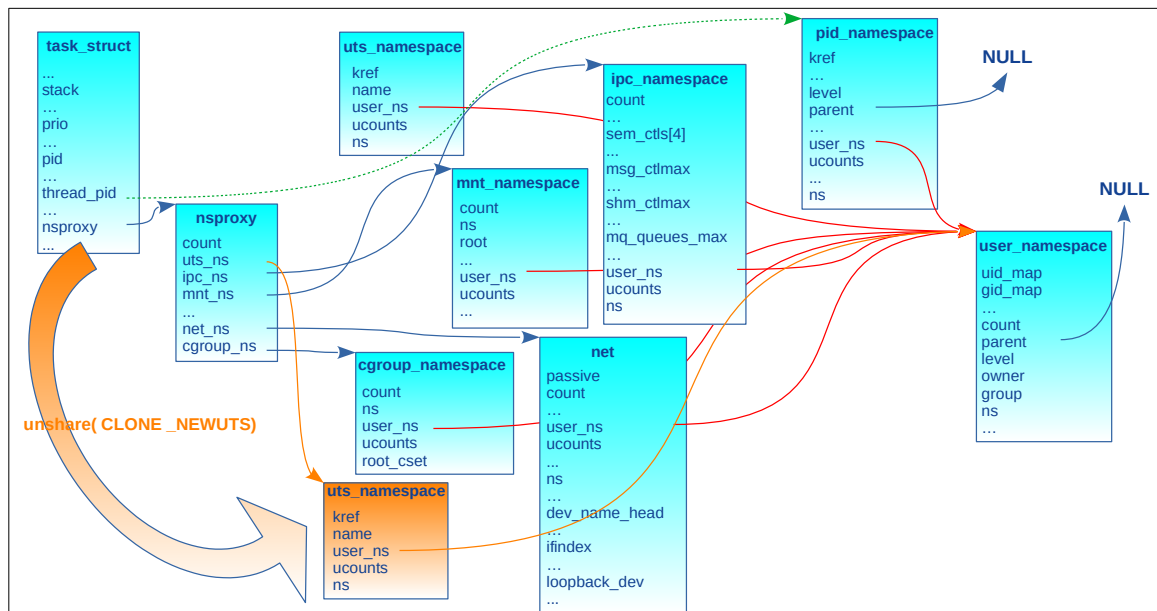 task_struct
...
stack
…
prio
…
pid
…
thread_pid
…
nsproxy
...
nsproxy
count
uts_ns
ipc_ns
mnt_ns
...
net_ns
cgroup_ns
unshare( CLONE _NEWUTS)
uts_namespace
kref
name
user_ns
ucounts
ns
mnt_namespace
count
ns
root
...
user_ns
ucounts
...
cgroup_namespace
count
ns
user_ns
ucounts
root_cset
uts_namespace
kref
name
user_ns
ucounts
ns
ipc_namespace
count
…
sem_ctls[4]
...
msg_ctlmax
…
shm_ctlmax
…
mq_queues_max
…
user_ns
ucounts
ns
net
passive
count
…
user_ns
ucounts
...
ns
…
dev_name_head
…
ifindex
…
loopback_dev
...
pid_namespace
kref
…
level
parent
…
user_ns
ucounts
...
ns
NULL
NULL
user_namespace
uid_map
gid_map
…
count
parent
level
owner
group
ns
…